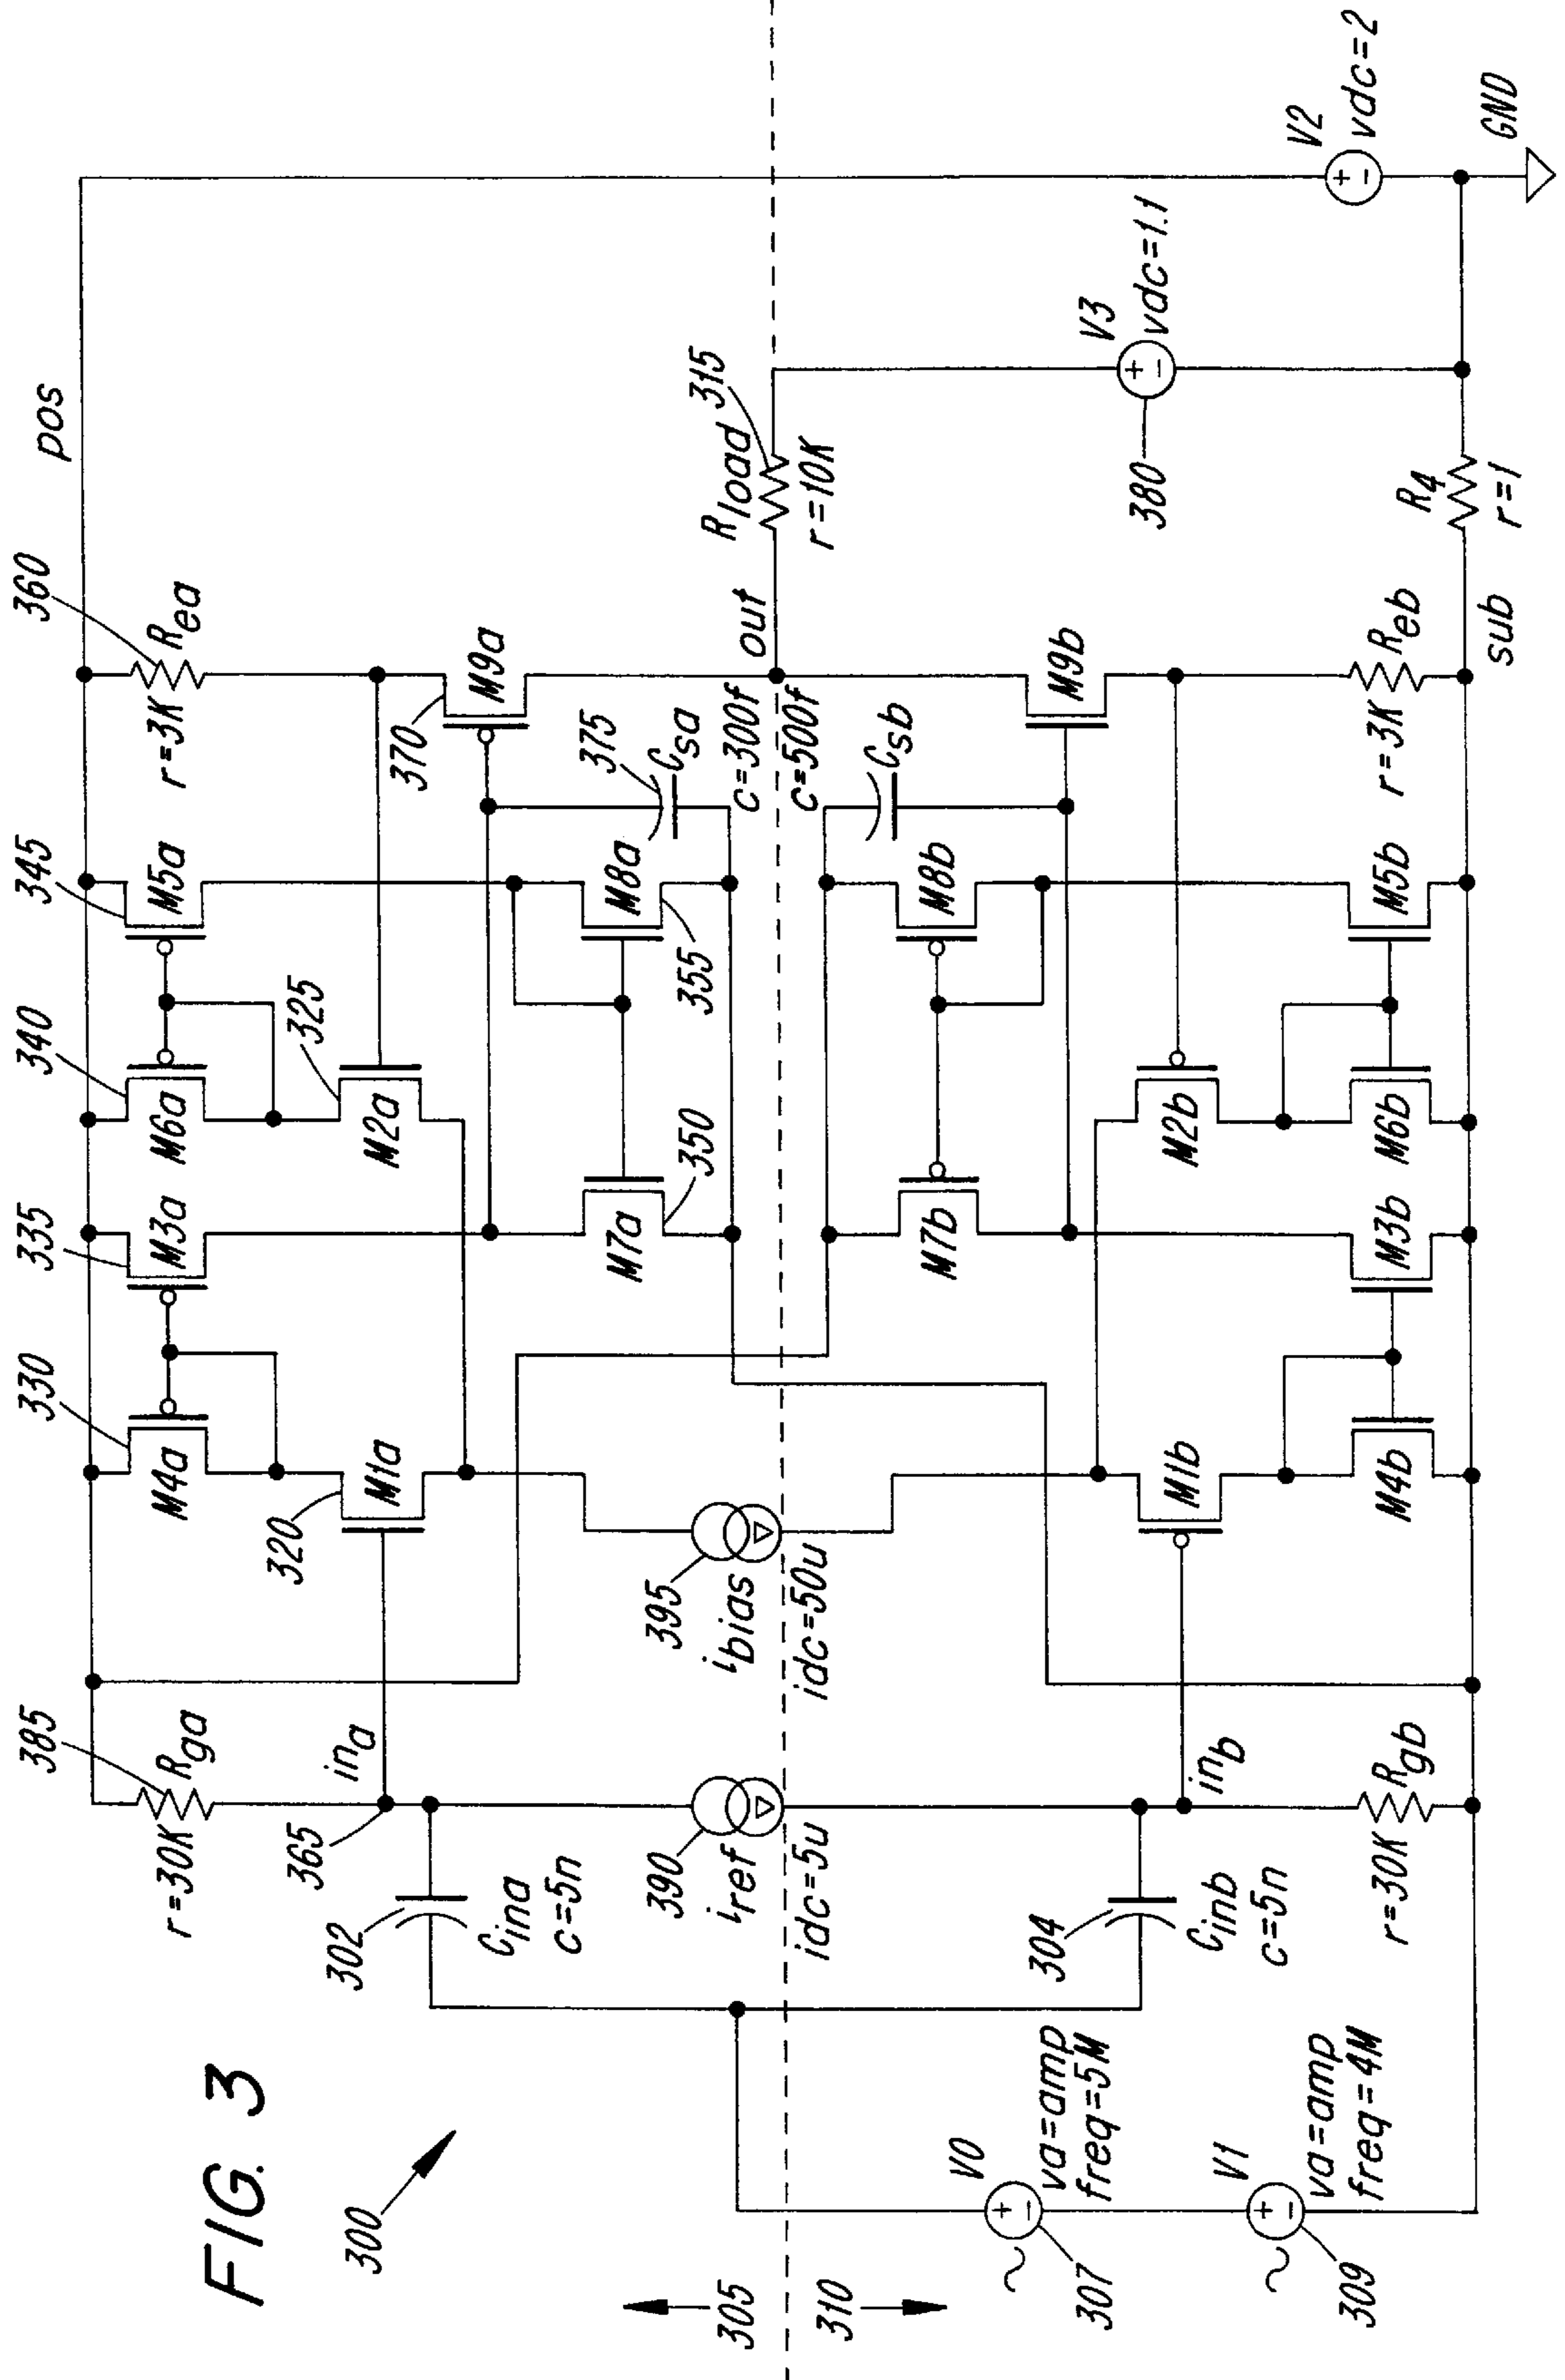 FIG. 3
300
305
310
pos
385
Rga
r=30K
330
M4a
335
M3a
340
M6a
345
M5a
360
Rea
r=3K
365
ina
320
M1a
325
M2a
370
M9a
302
Cina
c=5n
390
iref
idc=5u
395
ibias
idc=50u
350
M7a
355
M8a
375
Csa
c=300f
c=500f
out
Rload
315
r=10K
M7b
M8b
Csb
M9b
380
V3
vdc=1.1
V2
vdc=2
304
Cinb
c=5n
inb
M1b
M2b
V0
va=amp
freq=5M
307
V1
va=amp
freq=4M
309
r=30K
Rgb
M4b
M3b
M6b
M5b
r=3K
Reb
sub
R4
r=1
GND